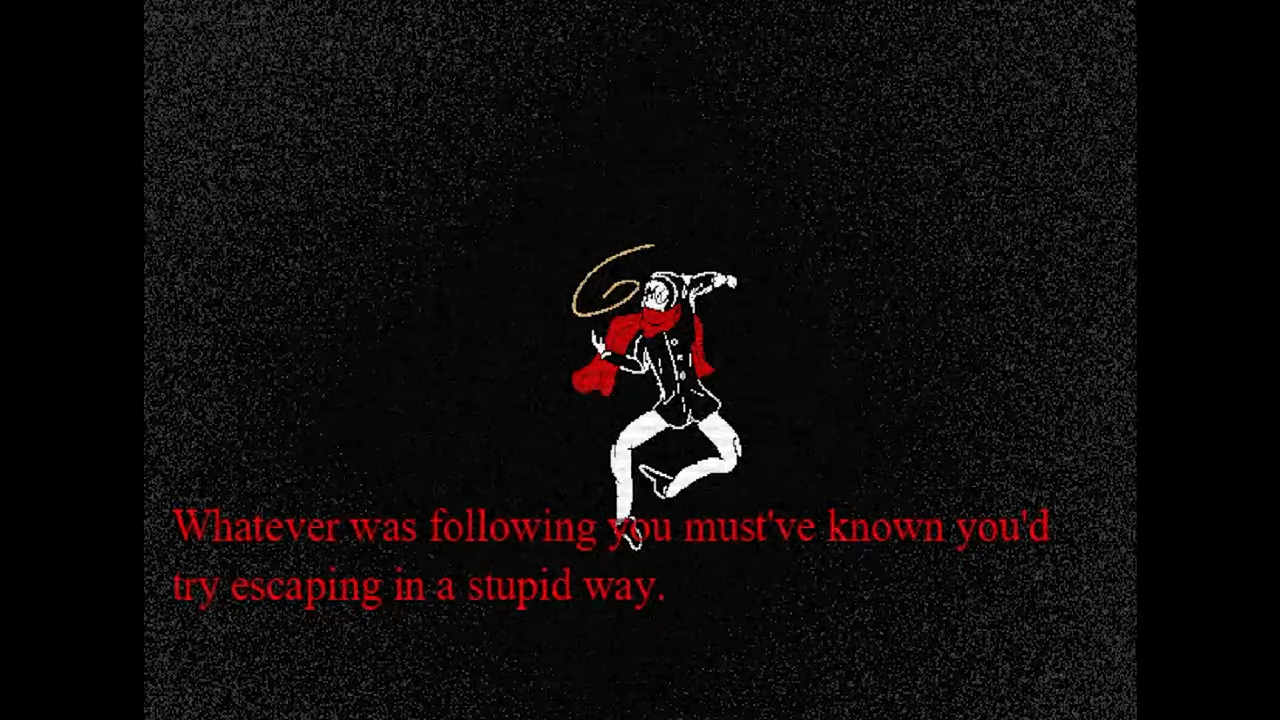 Whatever was following you must've known you'd
try escaping in a stupid way.